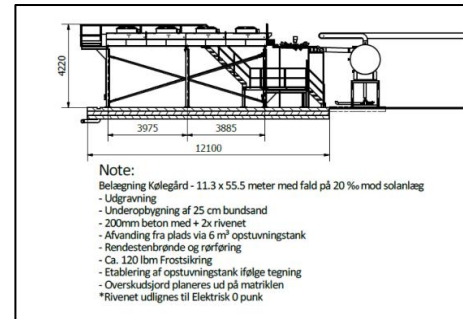 4220
3975
3885
12100
Note:
Belægning Kølegård - 11.3 x 55.5 meter med fald på 20 ‰ mod solanlæg
- Udgravning
- Underopbygning af 25 cm bundsand
- 200mm beton med + 2x rivenet
- Afvanding fra plads via 6 m³ opstuvningstank
- Rendestensbrønde og rørføring
- Ca. 120 lbm Frostsikring
- Etablering af opstuvningstank ifølge tegning
- Overskudsjord planeres ud på matriklen
*Rivenet udlignes til Elektrisk 0 punk